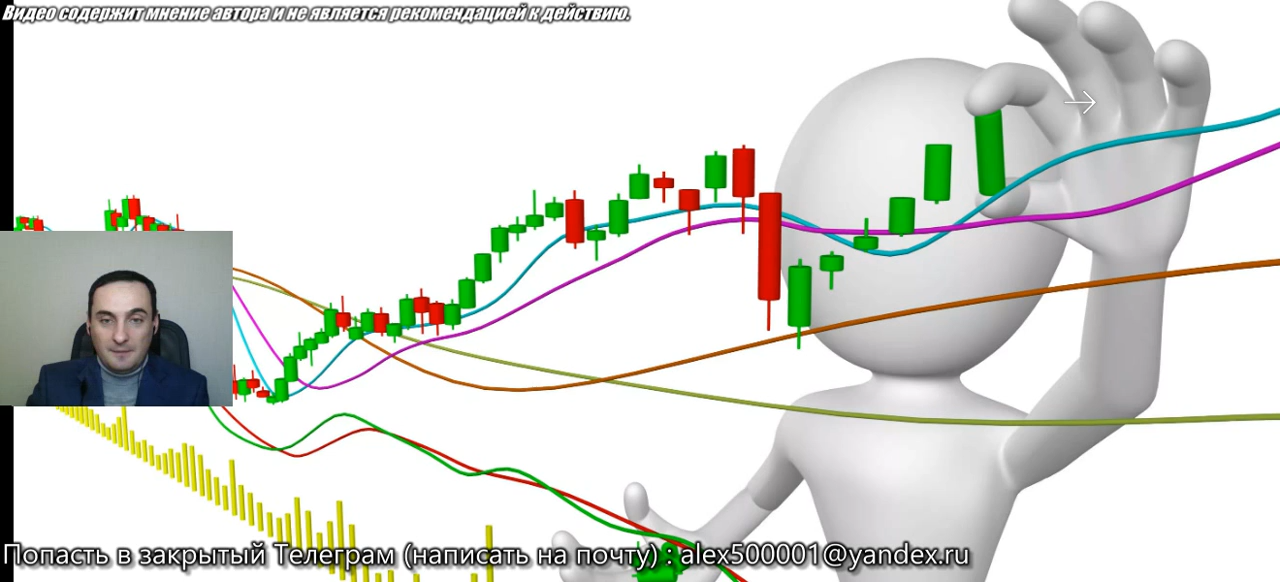 Видео содержит мнение автора и не является рекомендацией к действию.
Попасть в закрытый Телеграм (написать на почту) : alex500001@yandex.ru